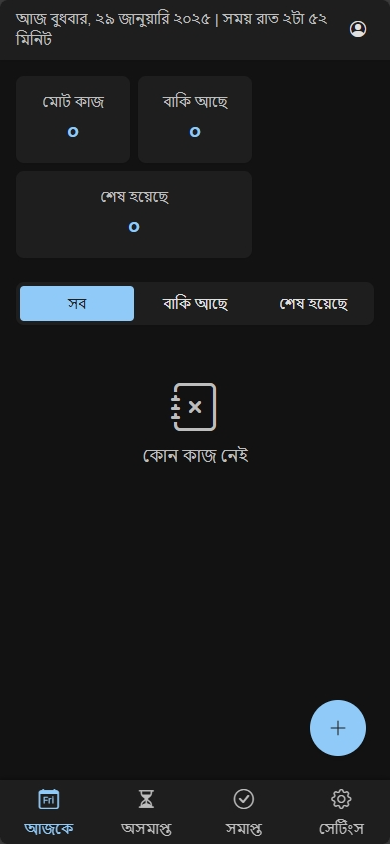 আজ বুধবার, ২৯ জানুয়ারি ২০২৫ | সময় রাত ২টা ৫২
মিনিট
মোট কাজ
০
বাকি আছে
০
শেষ হয়েছে
০
সব
বাকি আছে
শেষ হয়েছে
কোন কাজ নেই
Fri
আজকে
অসমাপ্ত
সমাপ্ত
সেটিংস